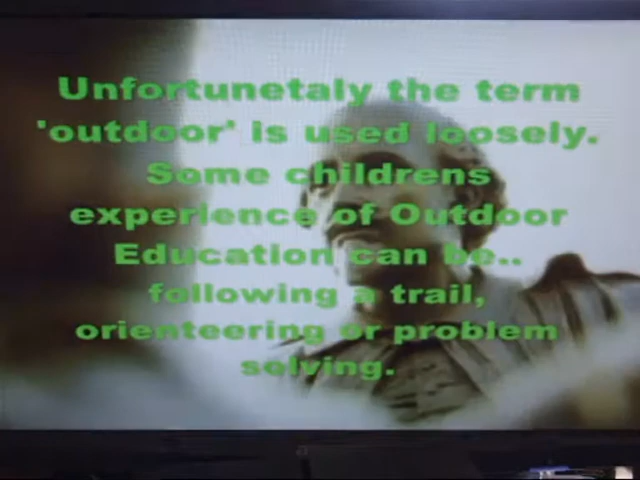 Unfortunetaly the term
'outdoor' is used loosely.
Some childrens
experience of Outdoor
Education can be..
following a trail,
orienteering or problem
solving.